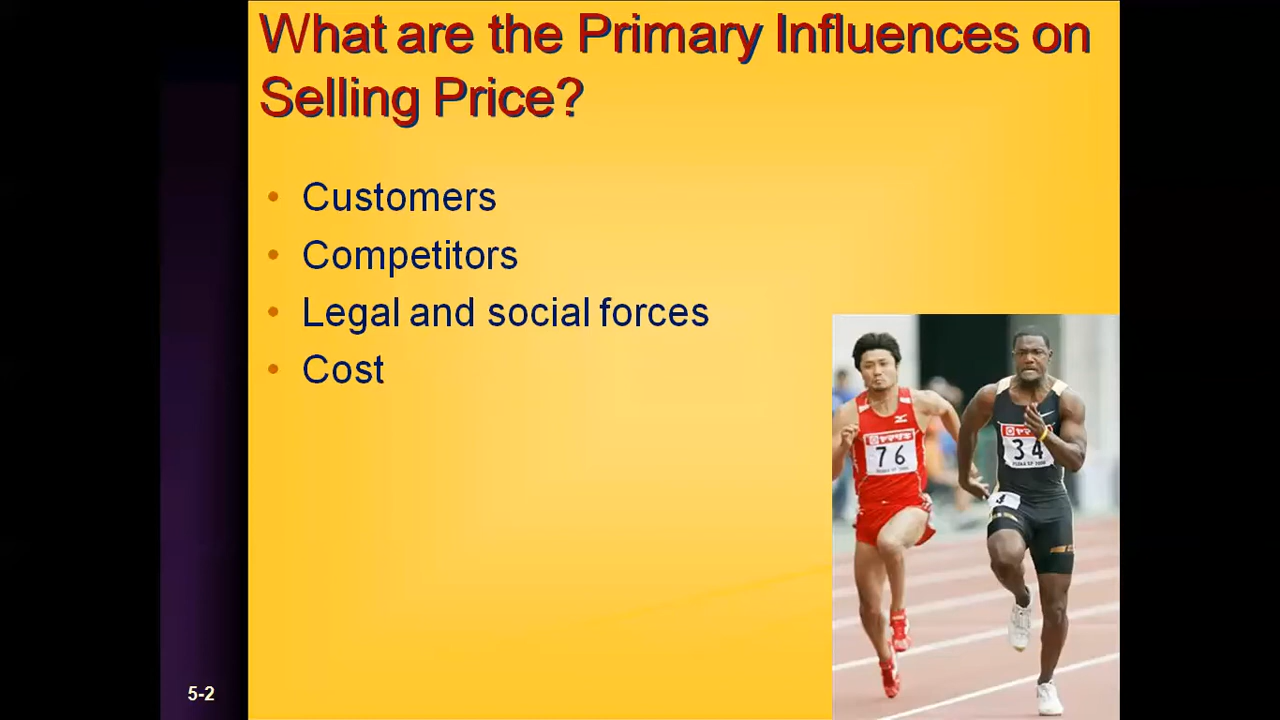 What are the Primary Influences on
Selling Price?
• Customers
• Competitors
• Legal and social forces
• Cost
76
34
5-2